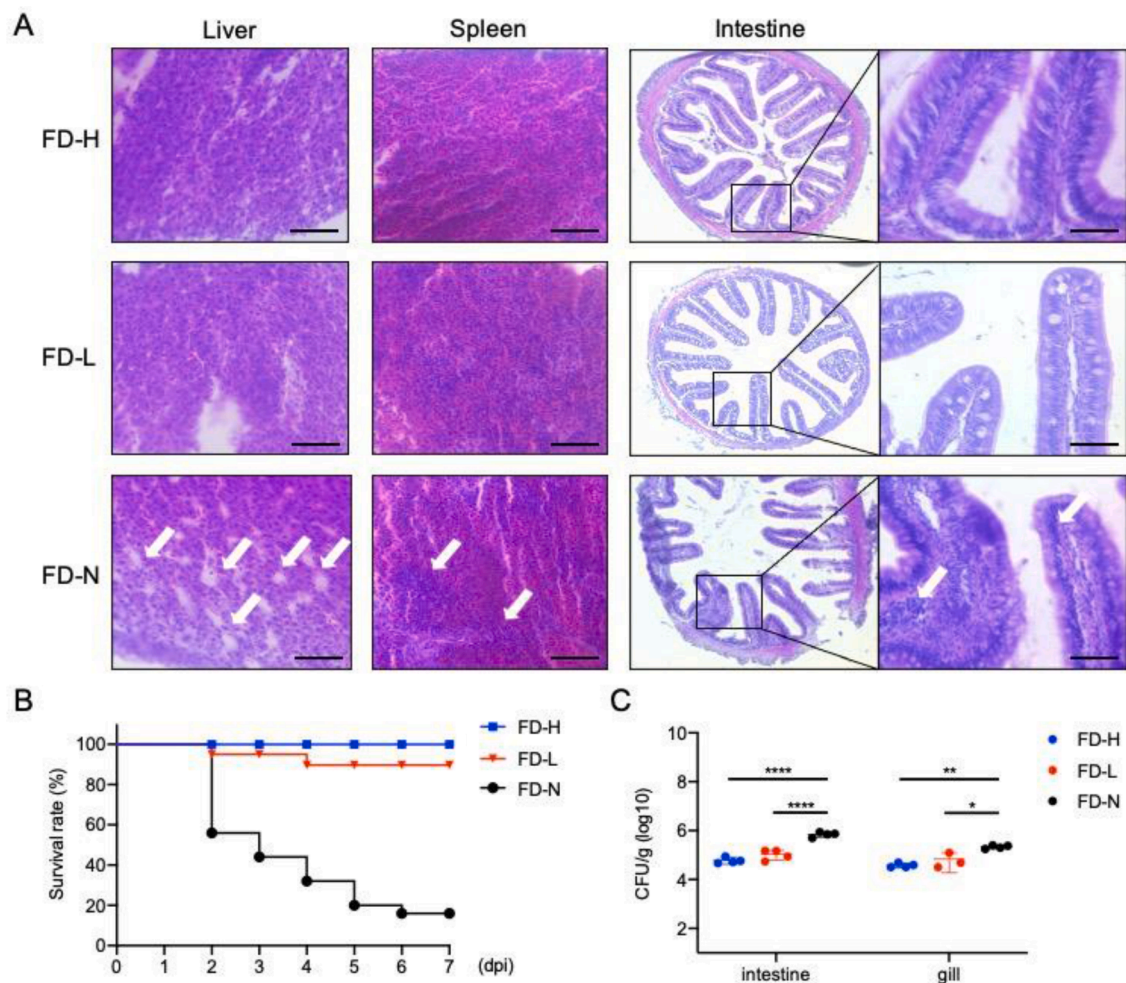 A
Liver Spleen Intestine
FD-H
FD-L
FD-N
B
FD-H
FD-L
FD-N
Survival rate (%)
100
80
60
40
20
0
0 1 2 3 4 5 6 7 (dpi)
C
FD-H
FD-L
FD-N
CFU/g (log10)
10
8
6
4
2
**** **
**** *
intestine gill